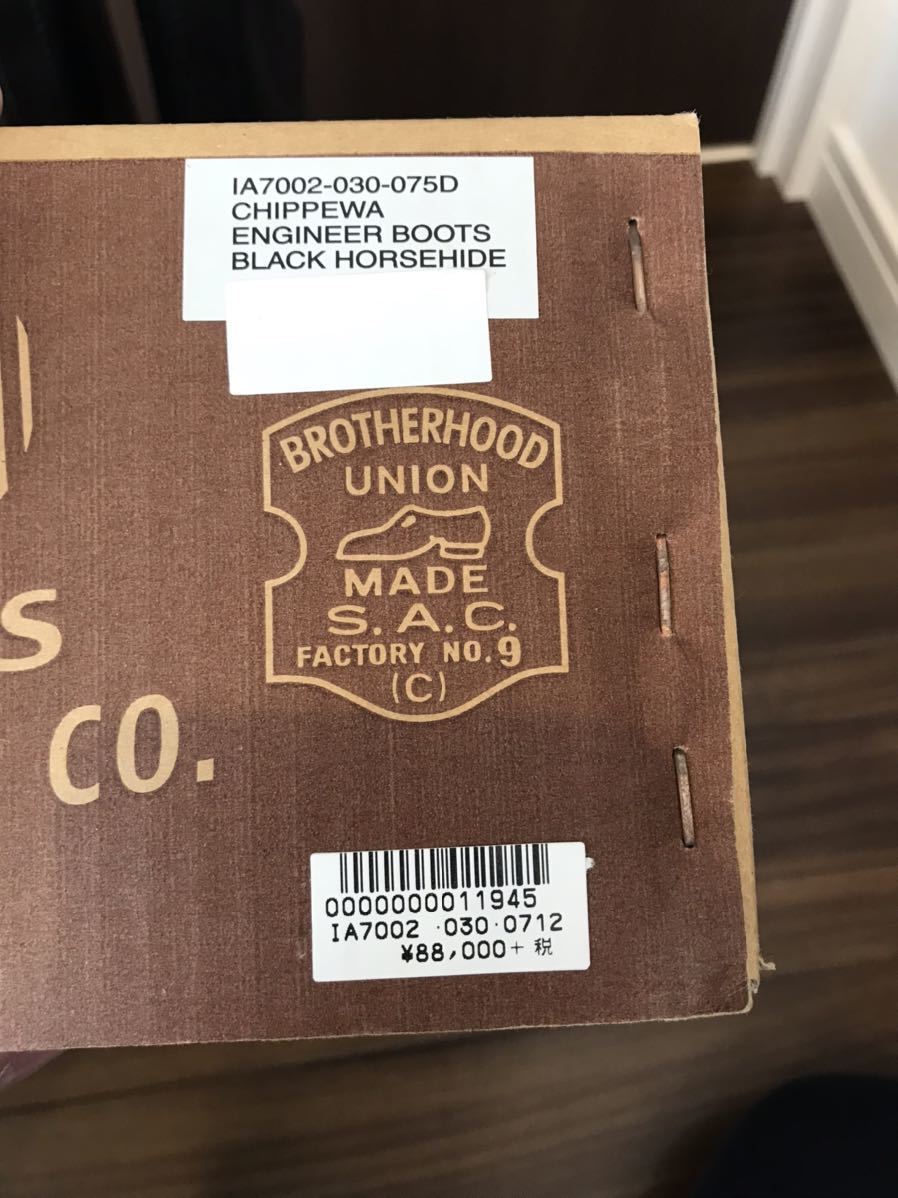 IA7002-030-075D
CHIPPEWA
ENGINEER BOOTS
BLACK HORSEHIDE
BROTHERHOOD
UNION
MADE
S.A.C.
FACTORY NO.9
(C)
S
CO.
0000000011945
IA7002 ·030·0712
¥88,000+ 税